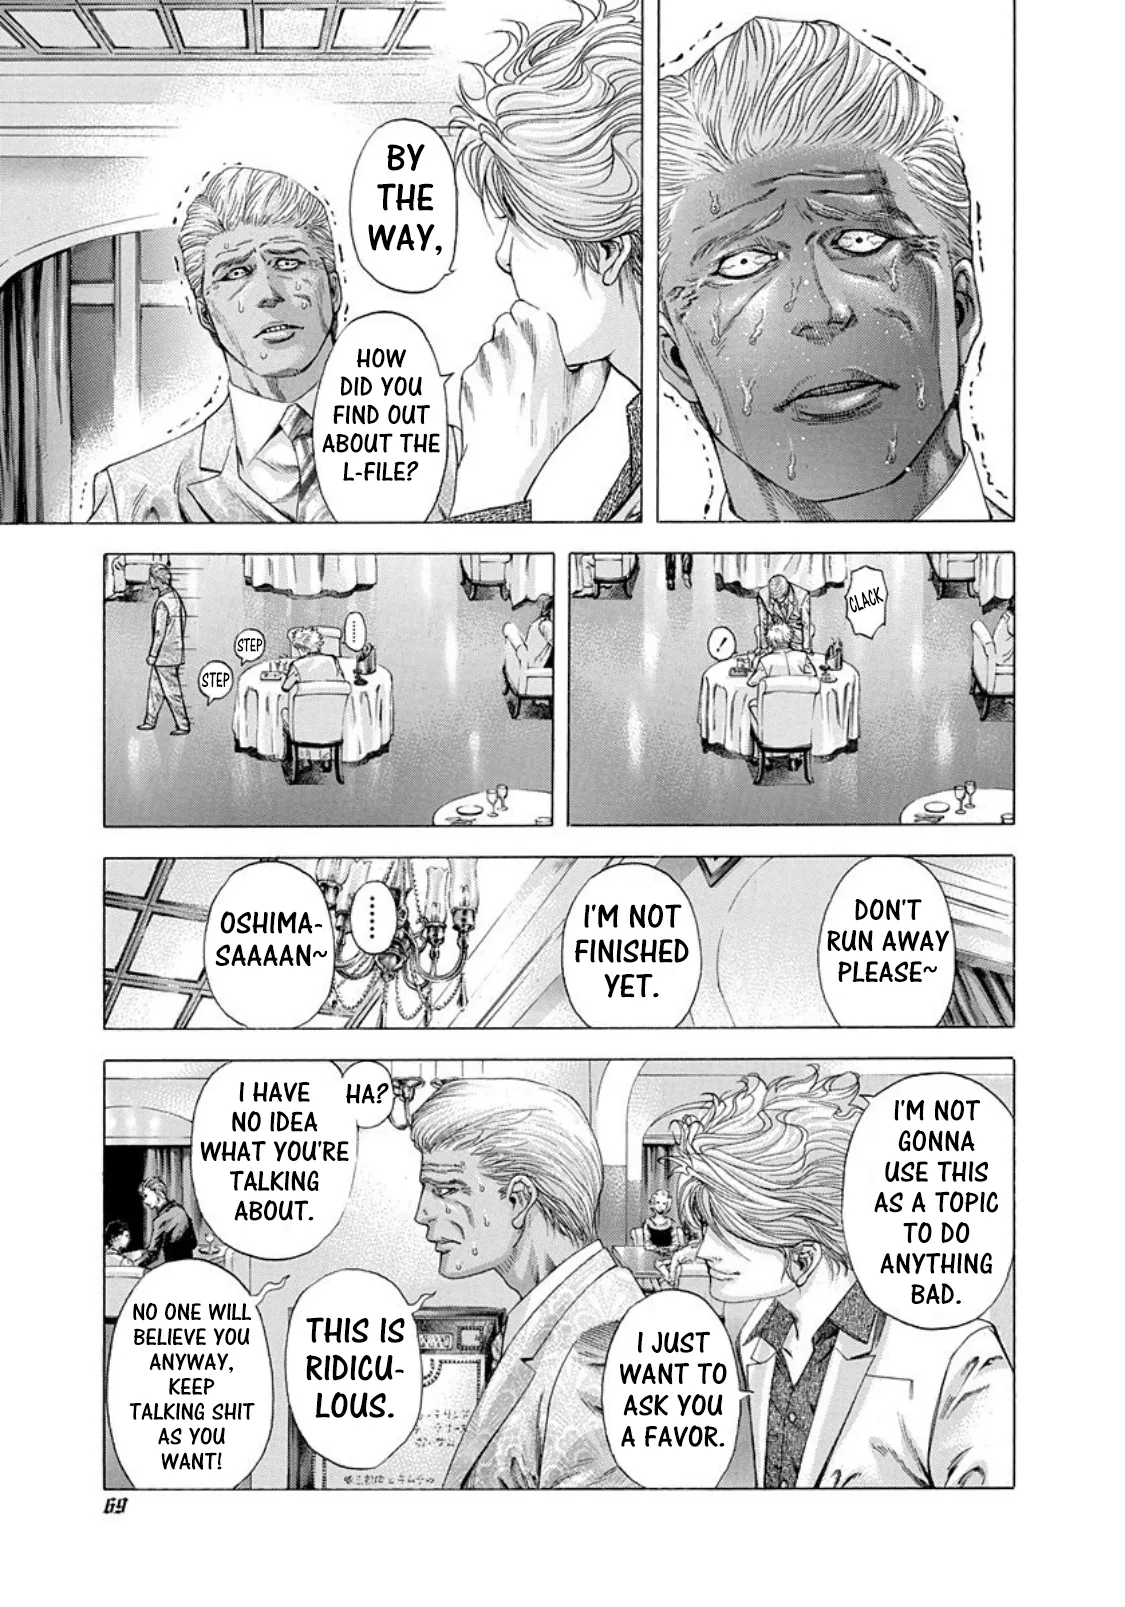 BY
THE
WAY,
HOW
DID YOU
FIND OUT
ABOUT THE
L-FILE?
CLACK
!
………
STEP
STEP
DON'T
RUN AWAY
PLEASE~
I'M NOT
FINISHED
YET.
………
OSHIMA-
SAAAAN~
I'M NOT
GONNA
USE THIS
AS A TOPIC
TO DO
ANYTHING
BAD.
I JUST
WANT TO
ASK YOU
A FAVOR.
HA?
I HAVE
NO IDEA
WHAT YOU'RE
TALKING
ABOUT.
THIS IS
RIDICU-
LOUS.
NO ONE WILL
BELIEVE YOU
ANYWAY,
KEEP
TALKING SHIT
AS YOU
WANT!
69